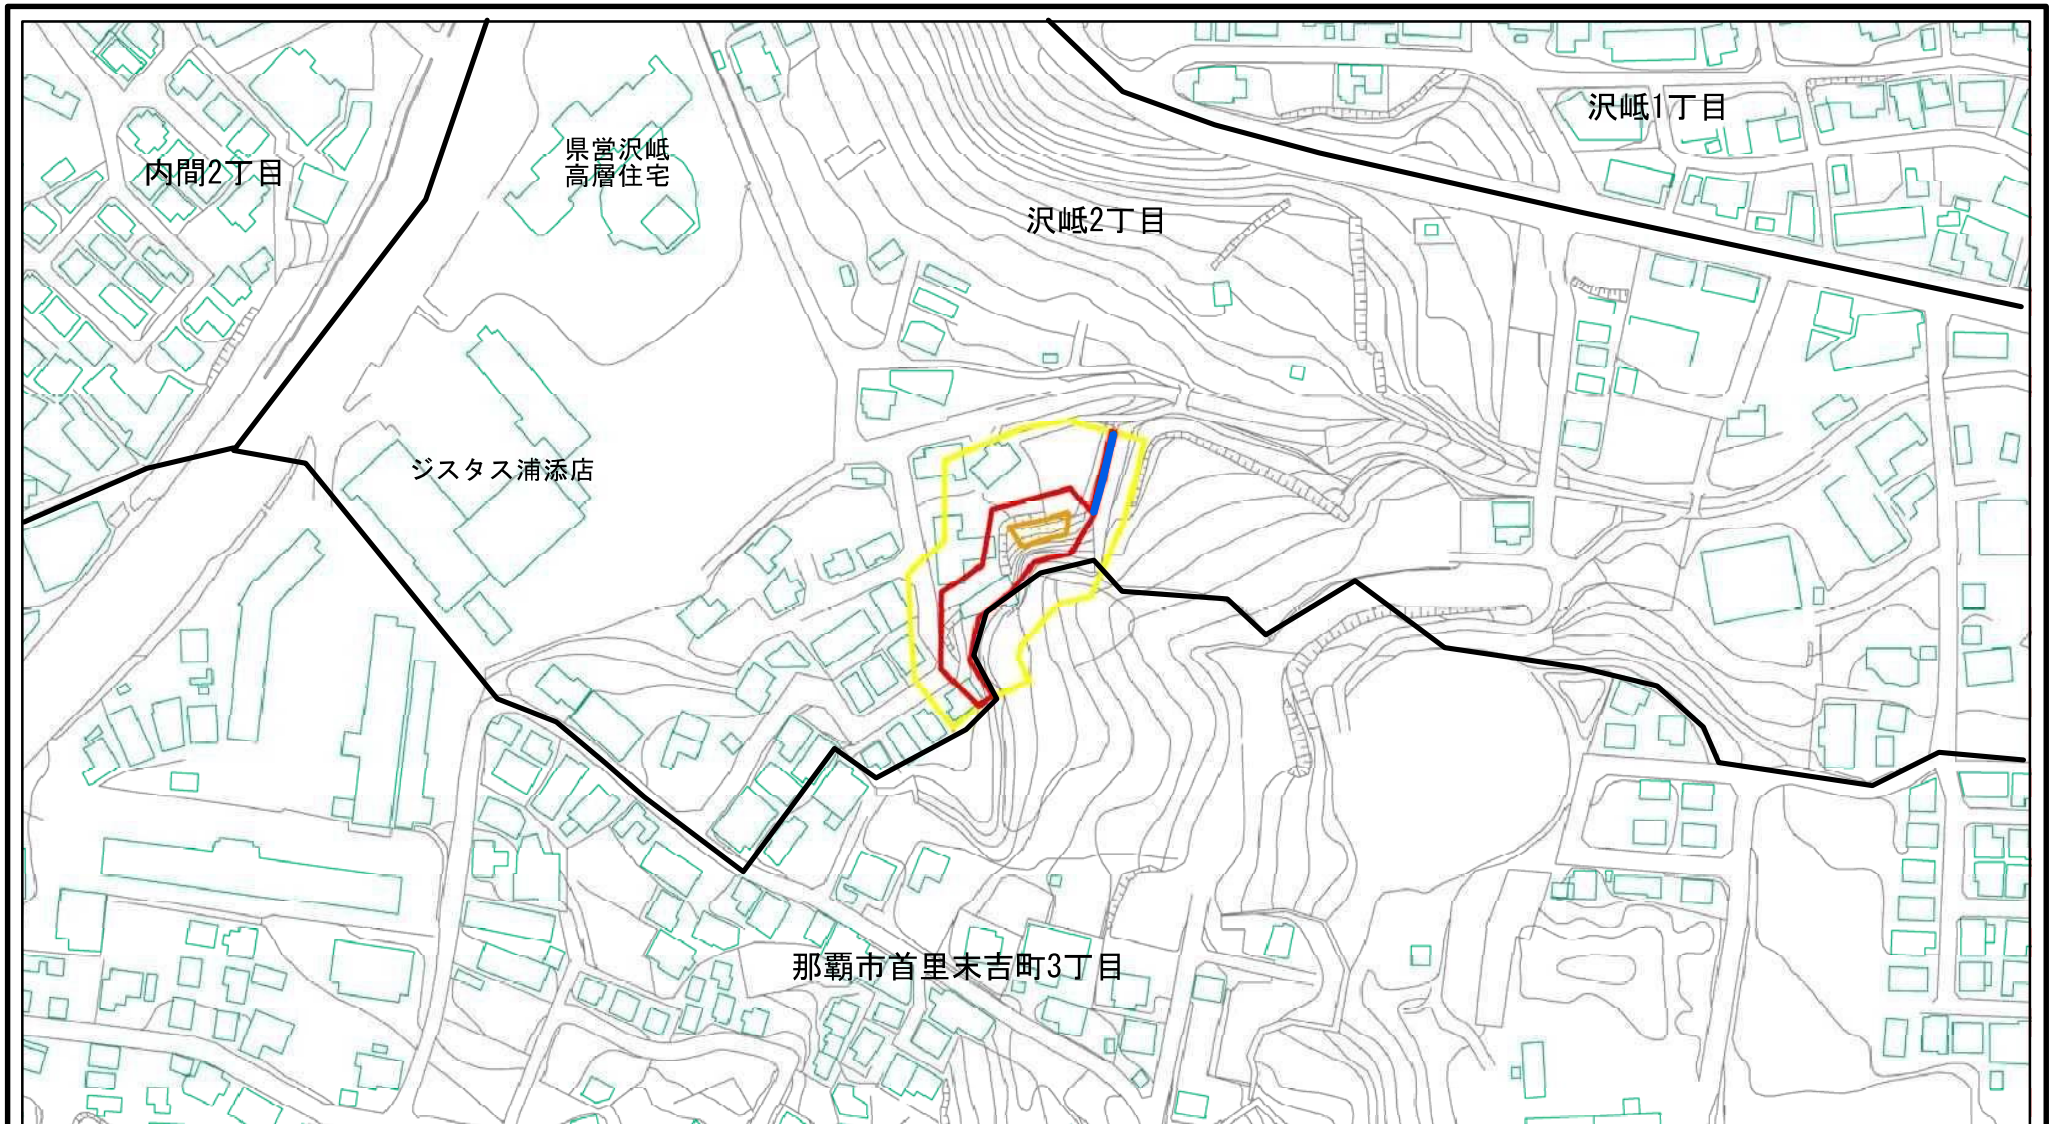 沢岻1丁目
県営沢岻
高層住宅
内間2丁目
沢岻2丁目
ジスタス浦添店
那覇市首里末吉町3丁目